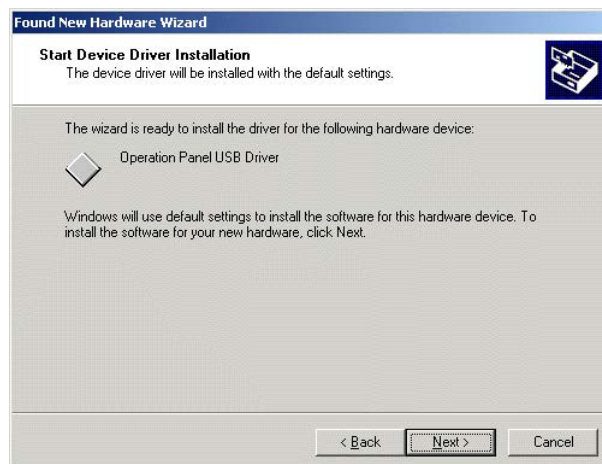 Found New Hardware Wizard
Start Device Driver Installation
The device driver will be installed with the default settings.
The wizard is ready to install the driver for the following hardware device:
Operation Panel USB Driver
Windows will use default settings to install the software for this hardware device. To
install the software for your new hardware, click Next.
< Back Next > Cancel